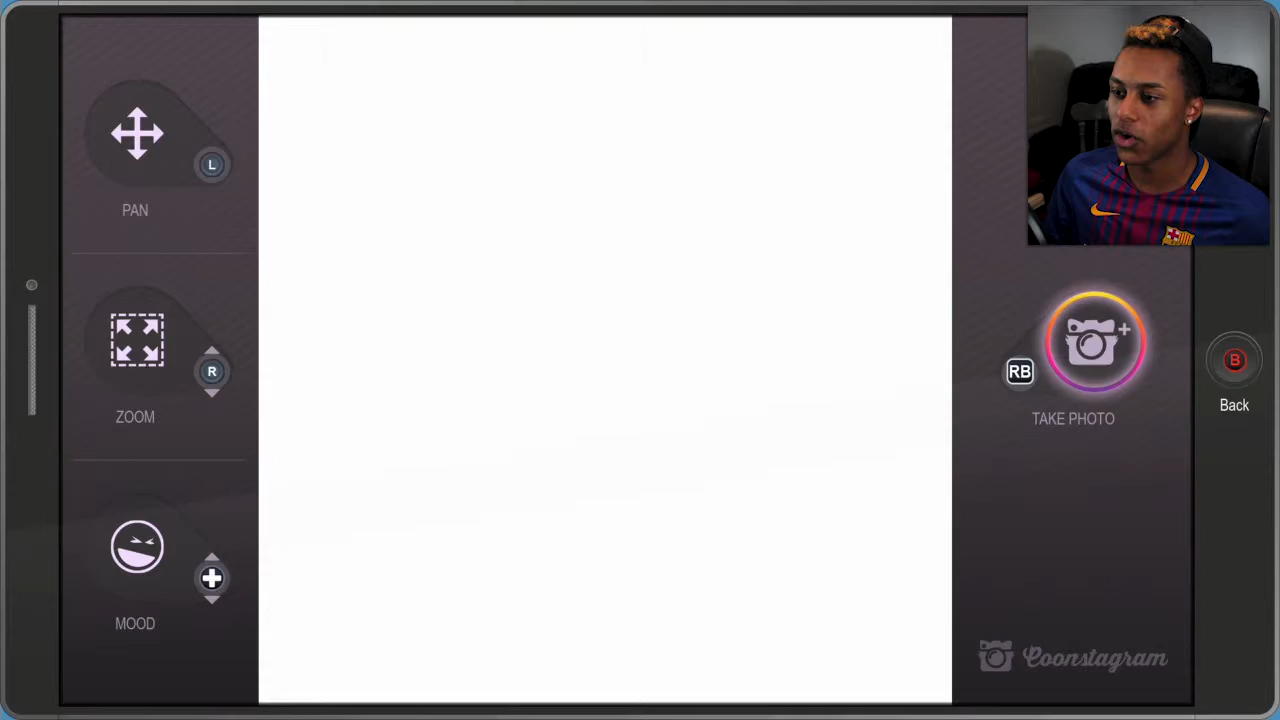 L
PAN
R
ZOOM
MOOD
RB
TAKE PHOTO
B
Back
Coonstagram